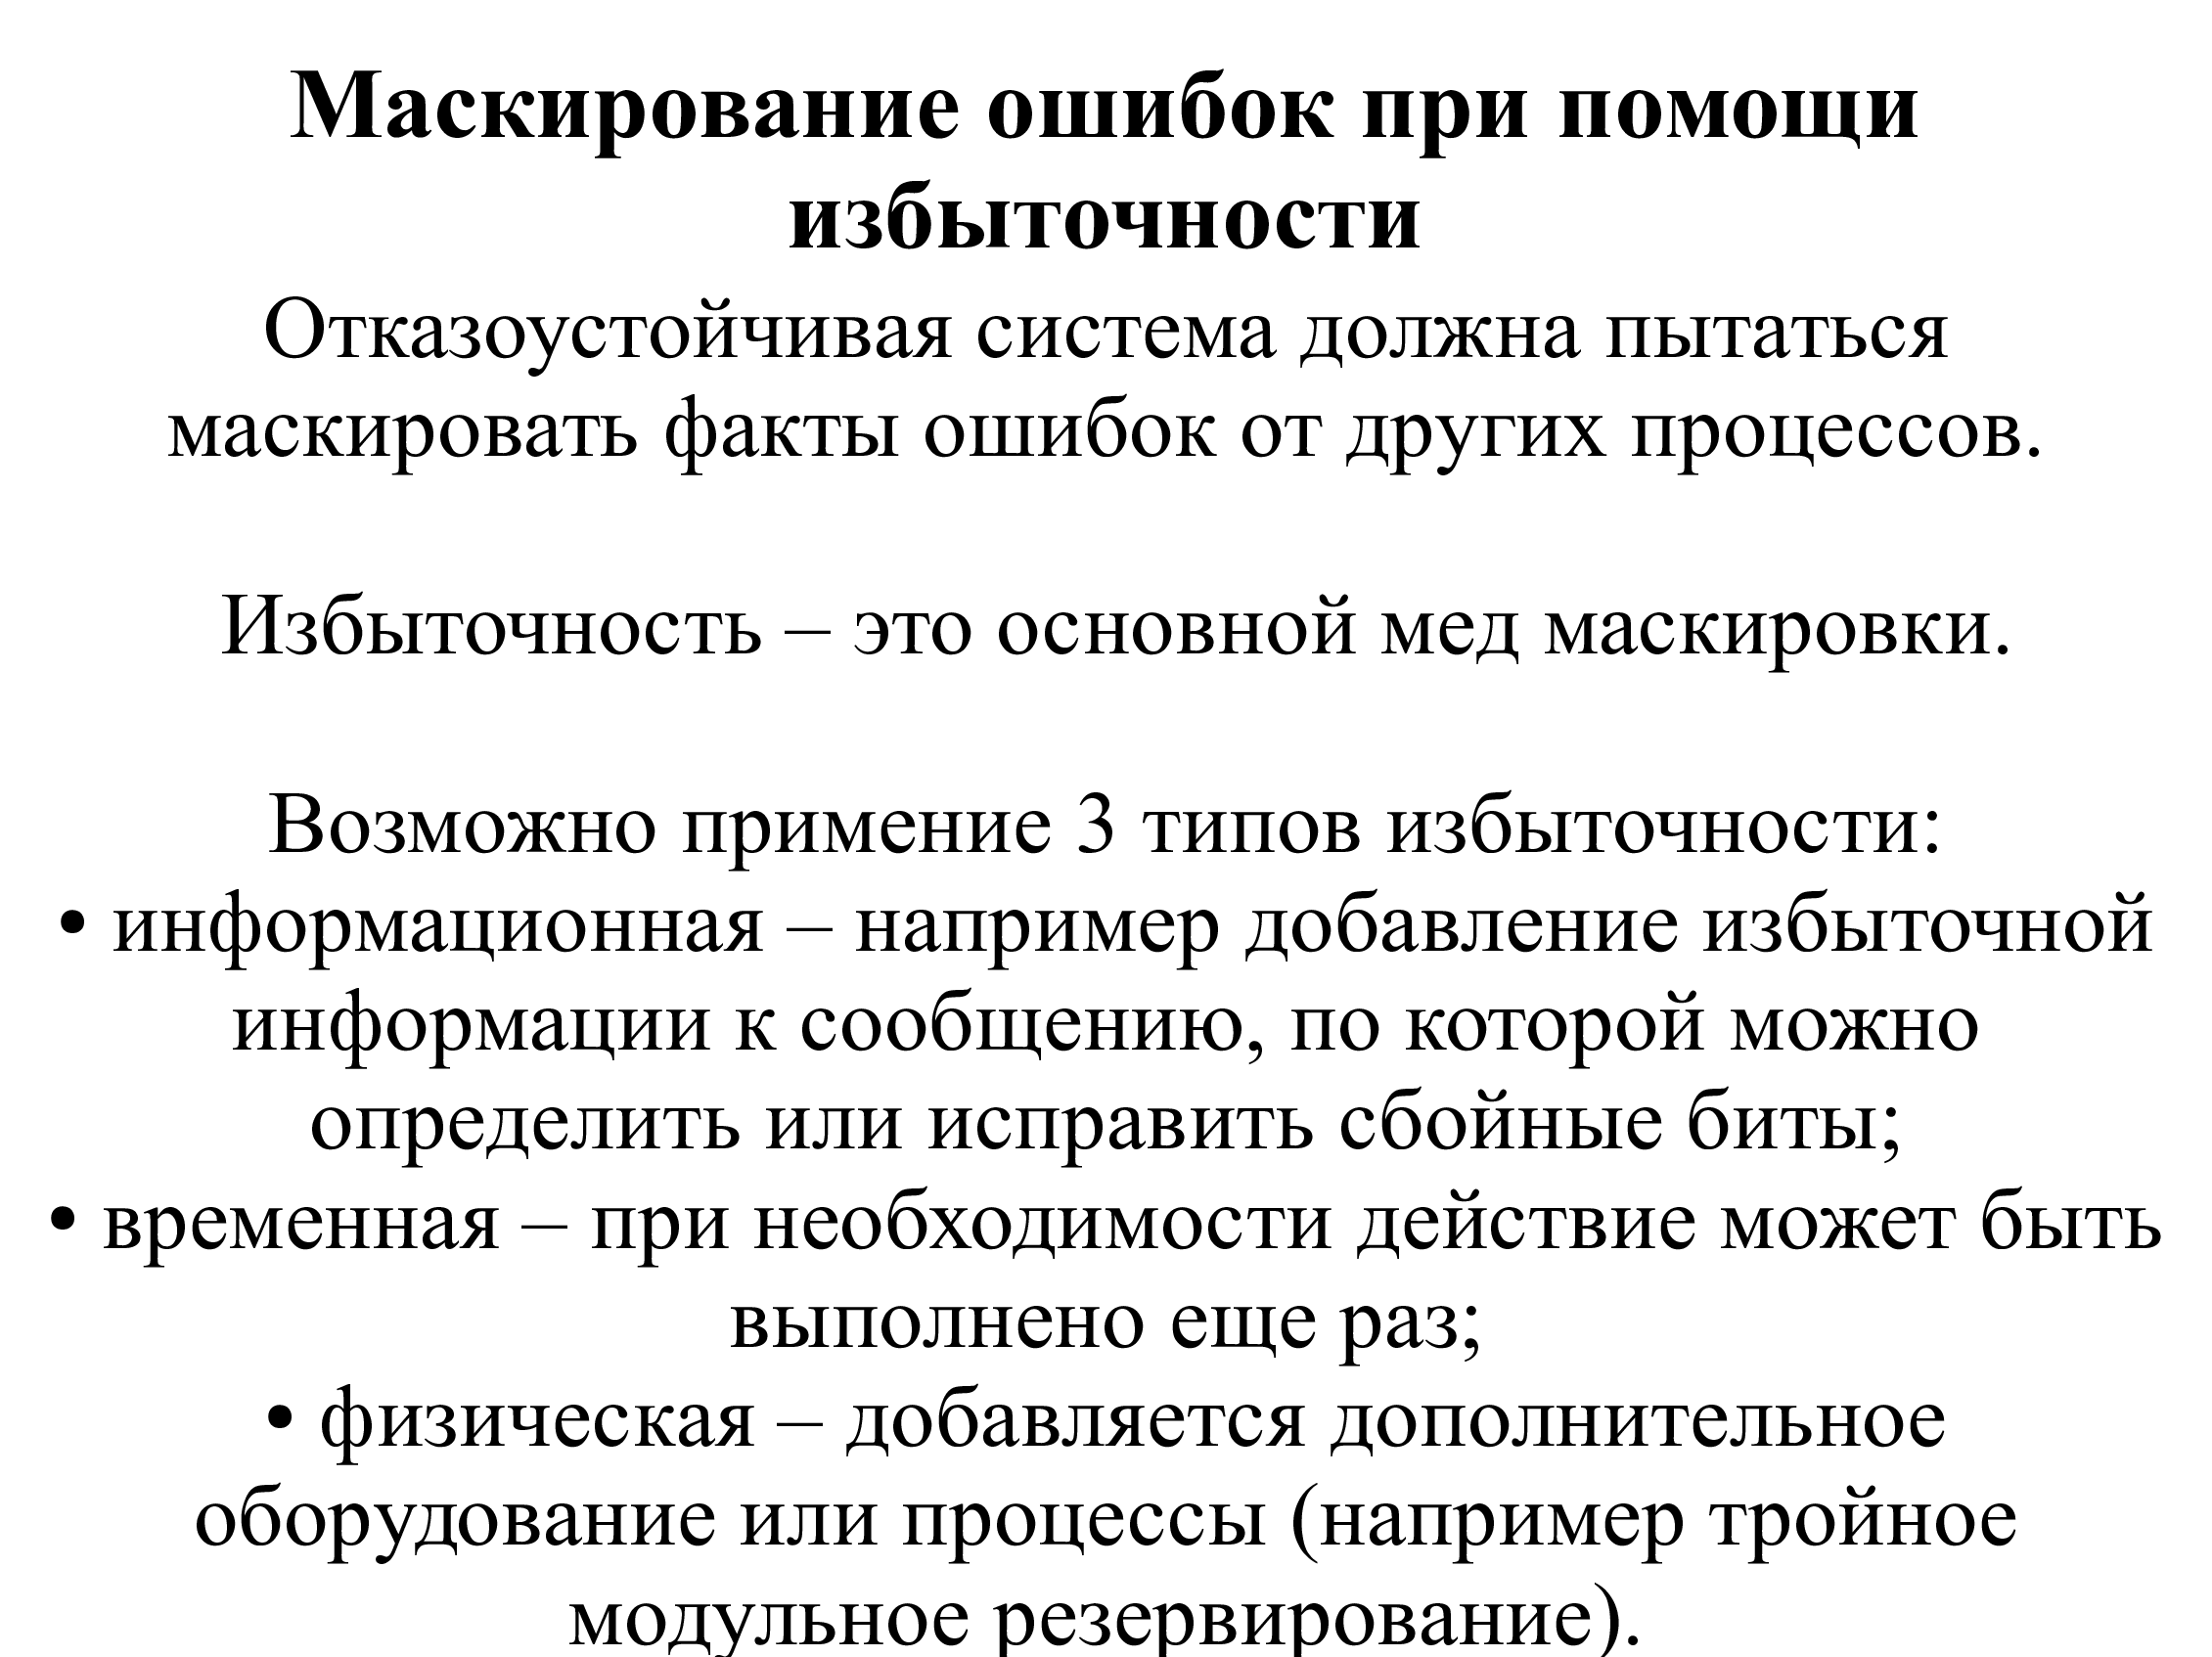 Маскирование ошибок при помощи
избыточности
Отказоустойчивая система должна пытаться
маскировать факты ошибок от других процессов.
Избыточность – это основной мед маскировки.
Возможно примение 3 типов избыточности:
• информационная – например добавление избыточной
информации к сообщению, по которой можно
определить или исправить сбойные биты;
• временная – при необходимости действие может быть
выполнено еще раз;
• физическая – добавляется дополнительное
оборудование или процессы (например тройное
модульное резервирование).